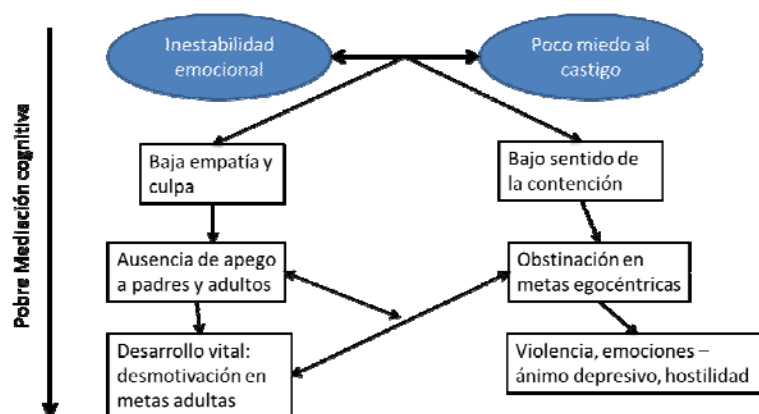 Inestabilidad
emocional
Poco miedo al
castigo
Pobre Mediación cognitiva
Baja empatía y
culpa
Bajo sentido de
la contención
Ausencia de apego
a padres y adultos
Obstinación en
metas egocéntricas
Desarrollo vital:
desmotivación en
metas adultas
Violencia, emociones –
ánimo depresivo, hostilidad